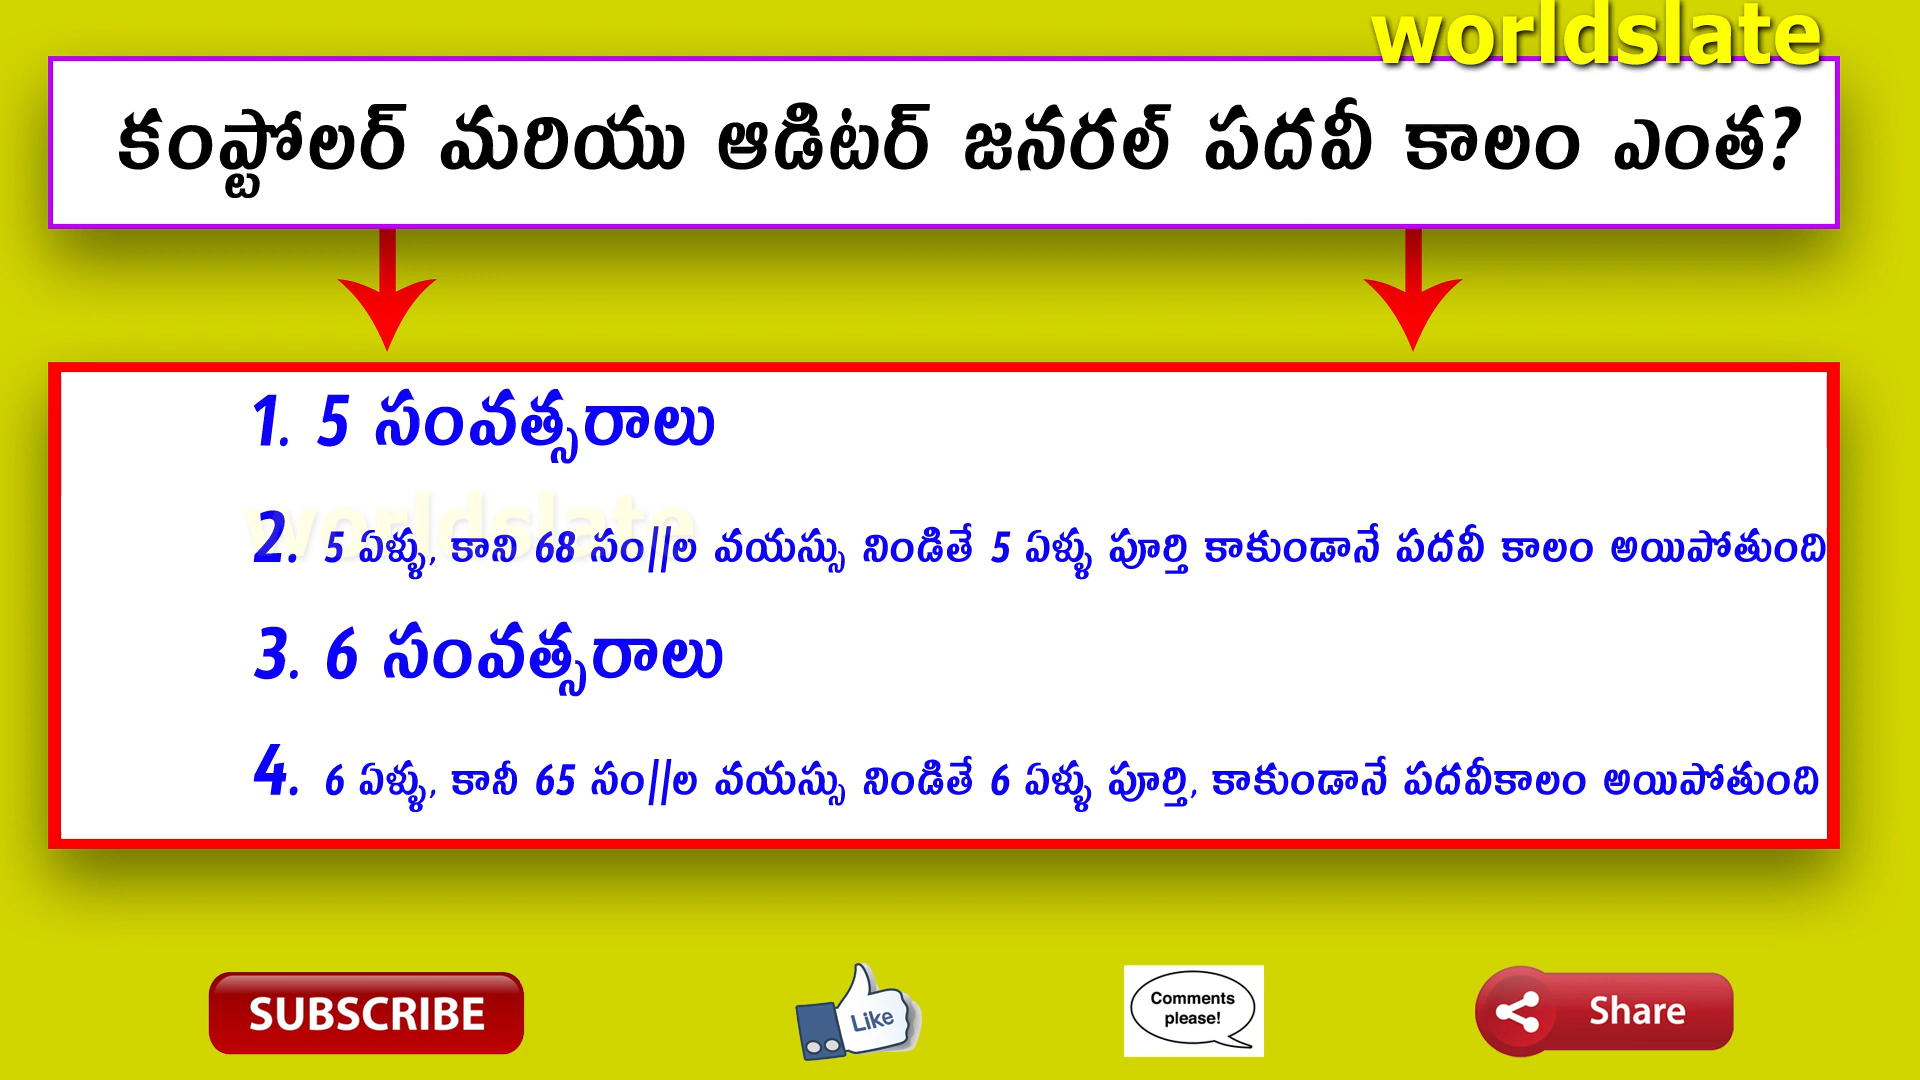 worldslate
కంప్టోలర్ మరియు ఆడిటర్ జనరల్ పదవీ కాలం ఎంత?
1. 5 సంవత్సరాలు
worldslate
2. 5 ఏళ్ళు, కాని 68 సం||ల వయస్సు నిండితే 5 ఏళ్ళు పూర్తి కాకుండానే పదవీ కాలం అయిపోతుంది
3. 6 సంవత్సరాలు
4. 6 ఏళ్ళు, కానీ 65 సం||ల వయస్సు నిండితే 6 ఏళ్ళు పూర్తి, కాకుండానే పదవీకాలం అయిపోతుంది
SUBSCRIBE
Like
Comments
please!
Share